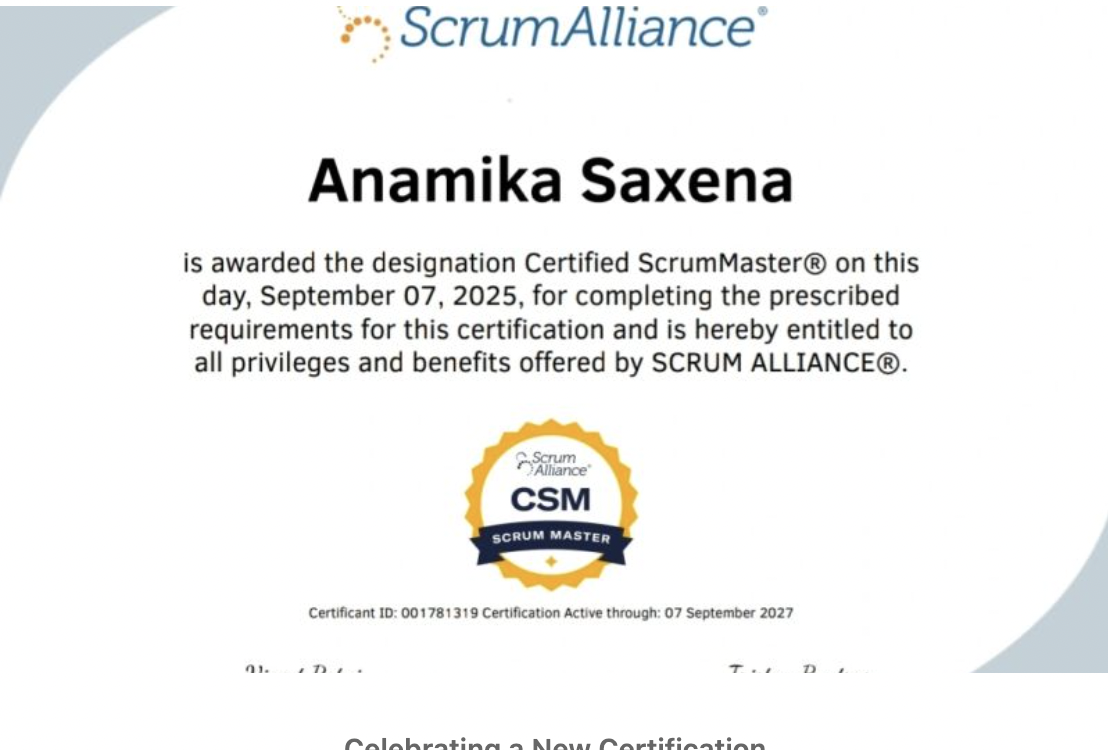 ScrumAlliance®
Anamika Saxena
is awarded the designation Certified ScrumMaster® on this
day, September 07, 2025, for completing the prescribed
requirements for this certification and is hereby entitled to
all privileges and benefits offered by SCRUM ALLIANCE®.
Scrum
Alliance®
CSM
SCRUM MASTER
Certificant ID: 001781319 Certification Active through: 07 September 2027
Celebrating a New Certification